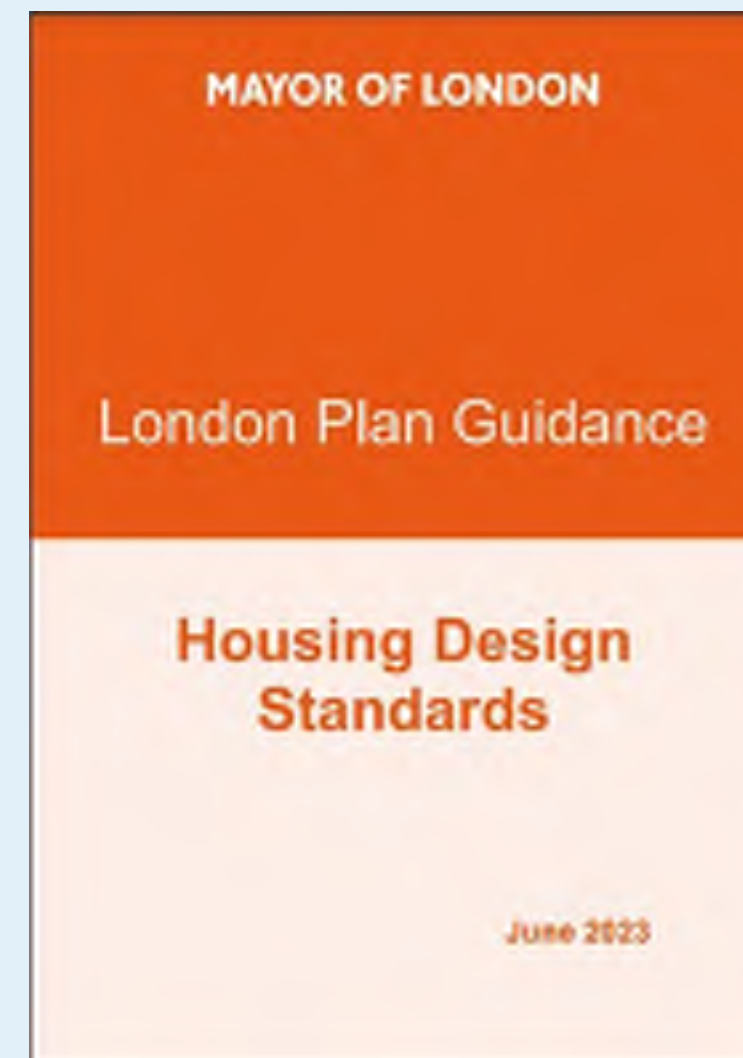 MAYOR OF LONDON
London Plan Guidance
Housing Design
Standards
June 2023